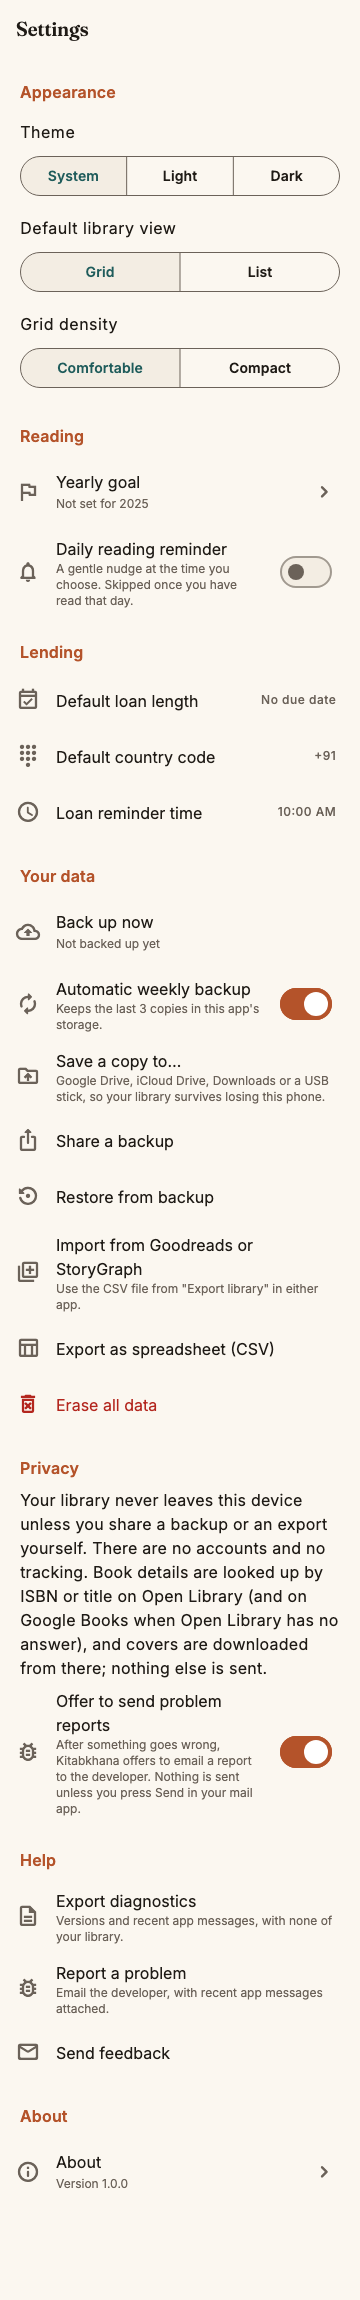 Settings
Appearance
Theme
System Light Dark
Default library view
Grid List
Grid density
Comfortable Compact
Reading
Yearly goal
Not set for 2025
Daily reading reminder
A gentle nudge at the time you
choose. Skipped once you have
read that day.
Lending
Default loan length No due date
Default country code +91
Loan reminder time 10:00 AM
Your data
Back up now
Not backed up yet
Automatic weekly backup
Keeps the last 3 copies in this app's
storage.
Save a copy to...
Google Drive, iCloud Drive, Downloads or a USB
stick, so your library survives losing this phone.
Share a backup
Restore from backup
Import from Goodreads or
StoryGraph
Use the CSV file from "Export library" in either
app.
Export as spreadsheet (CSV)
Erase all data
Privacy
Your library never leaves this device
unless you share a backup or an export
yourself. There are no accounts and no
tracking. Book details are looked up by
ISBN or title on Open Library (and on
Google Books when Open Library has no
answer), and covers are downloaded
from there; nothing else is sent.
Offer to send problem
reports
After something goes wrong,
Kitabkhana offers to email a report
to the developer. Nothing is sent
unless you press Send in your mail
app.
Help
Export diagnostics
Versions and recent app messages, with none of
your library.
Report a problem
Email the developer, with recent app messages
attached.
Send feedback
About
About
Version 1.0.0